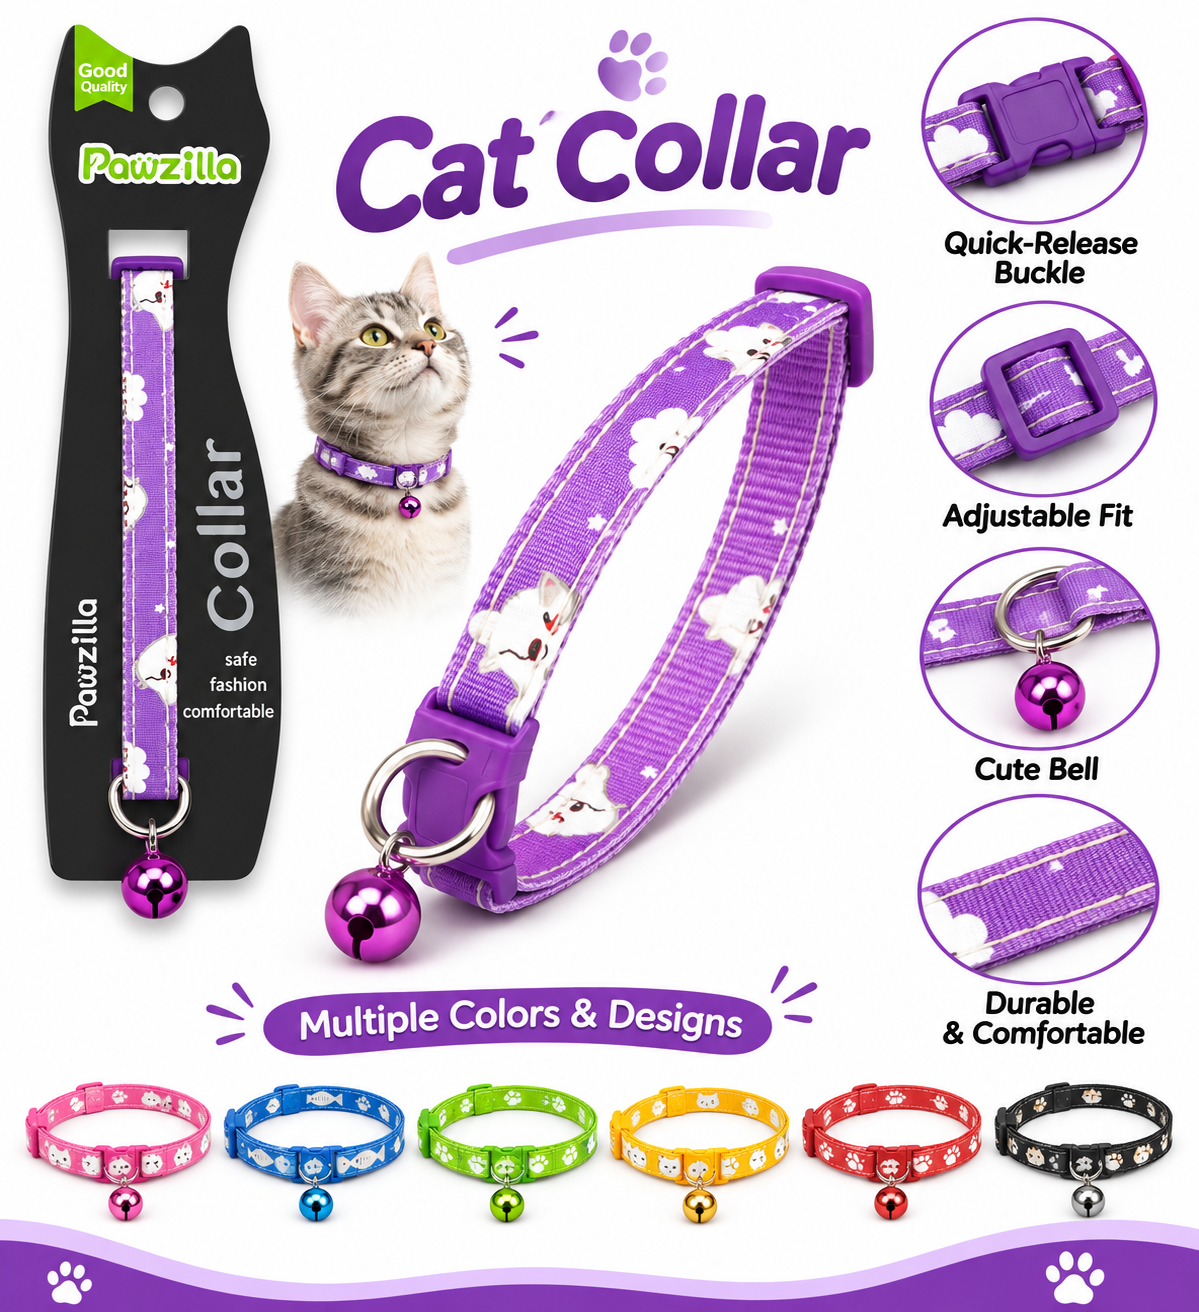 Good
Quality
Pawzilla
Collar
Pawzilla
safe
fashion
comfortable
Cat Collar
Quick-Release
Buckle
Adjustable Fit
Cute Bell
Durable
& Comfortable
Multiple Colors & Designs